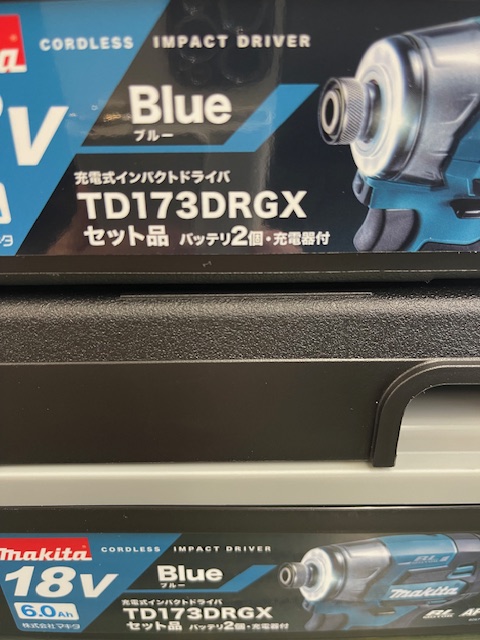 CORDLESS IMPACT DRIVER
Blue
ブルー
V
充電式インパクトドライバ
TD173DRGX
セット品 バッテリ2個・充電器付
makita
CORDLESS IMPACT DRIVER
18V
Blue
ブルー
6.0Ah
充電式インパクトドライバ
TD173DRGX
株式会社マキタ
セット品 バッテリ2個・充電器付
makita
BL